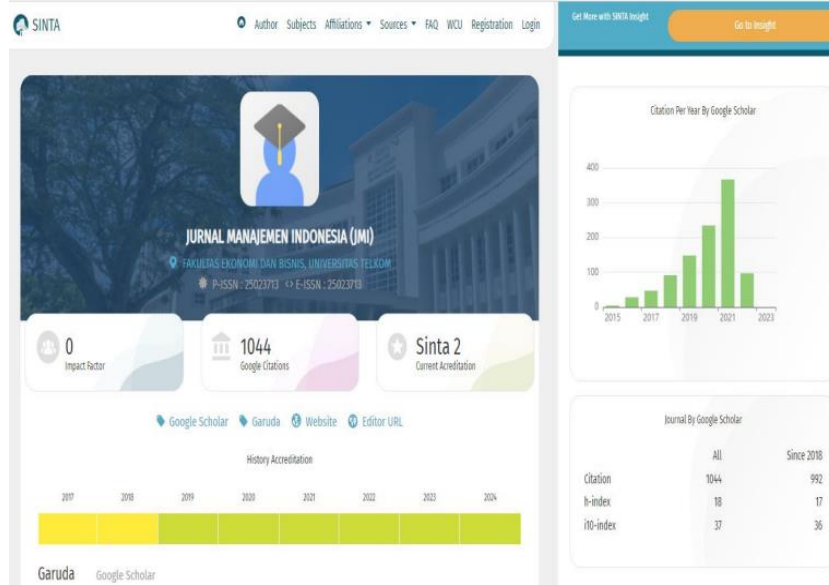 SINTA
Author Subjects Affiliations Sources FAQ WCU Registration Login
JURNAL MANAJEMEN INDONESIA (JMI)
FAKULTAS EKONOMI DAN BISNIS, UNIVERSITAS TELKOM
P-ISSN : 25023713 <> E-ISSN : 25023713
0
Impact Factor
1044
Google Citations
Sinta 2
Current Acreditation
Google Scholar Garuda Website Editor URL
History Accreditation
2017 2018 2019 2020 2021 2022 2023 2024
Garuda Google Scholar
Get More with SINTA Insight
Go to Insight
Citation Per Year By Google Scholar
400
300
200
100
0
2015 2017 2019 2021 2023
Journal By Google Scholar
All Since 2018
Citation 1044 992
h-index 18 17
i10-index 37 36